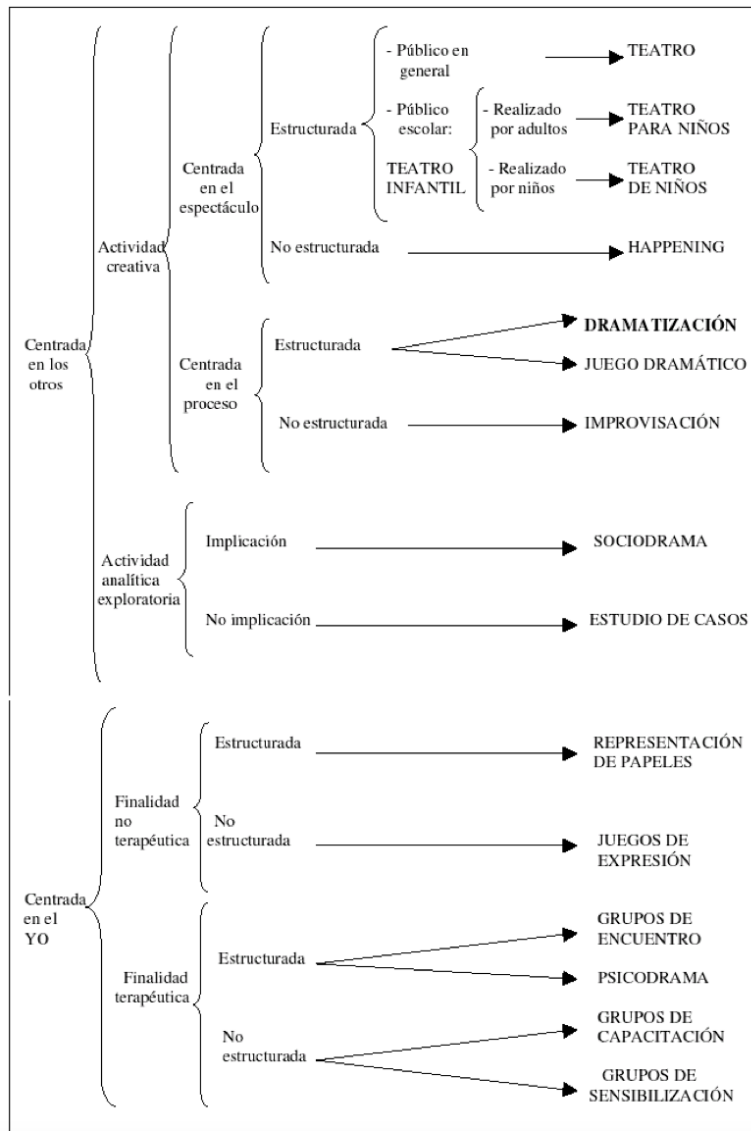 - Público en
general
TEATRO
Estructurada
- Público
escolar:
TEATRO
INFANTIL
- Realizado
por adultos
TEATRO
PARA NIÑOS
- Realizado
por niños
TEATRO
DE NIÑOS
Centrada
en el
espectáculo
No estructurada
HAPPENING
Actividad
creativa
Centrada
en los
otros
Centrada
en el
proceso
Estructurada
DRAMATIZACIÓN
JUEGO DRAMÁTICO
No estructurada
IMPROVISACIÓN
Actividad
analítica
exploratoria
Implicación
SOCIODRAMA
No implicación
ESTUDIO DE CASOS
Centrada
en el
YO
Finalidad
no
terapéutica
Estructurada
REPRESENTACIÓN
DE PAPELES
No
estructurada
JUEGOS DE
EXPRESIÓN
Finalidad
terapéutica
Estructurada
GRUPOS DE
ENCUENTRO
PSICODRAMA
No
estructurada
GRUPOS DE
CAPACITACIÓN
GRUPOS DE
SENSIBILIZACIÓN